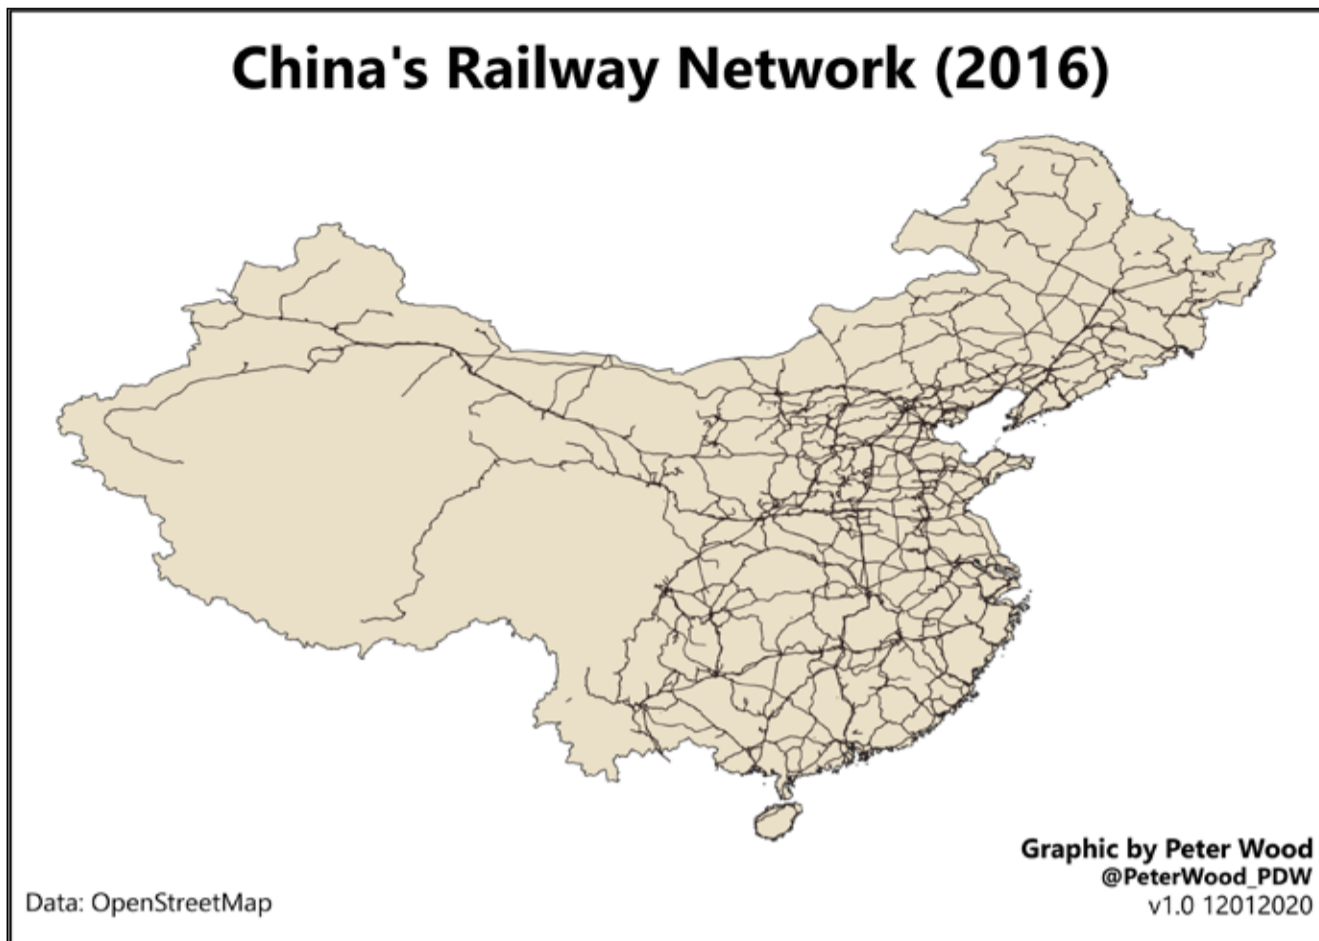 China's Railway Network (2016)
Graphic by Peter Wood
@PeterWood_PDW
Data: OpenStreetMap
v1.0 12012020